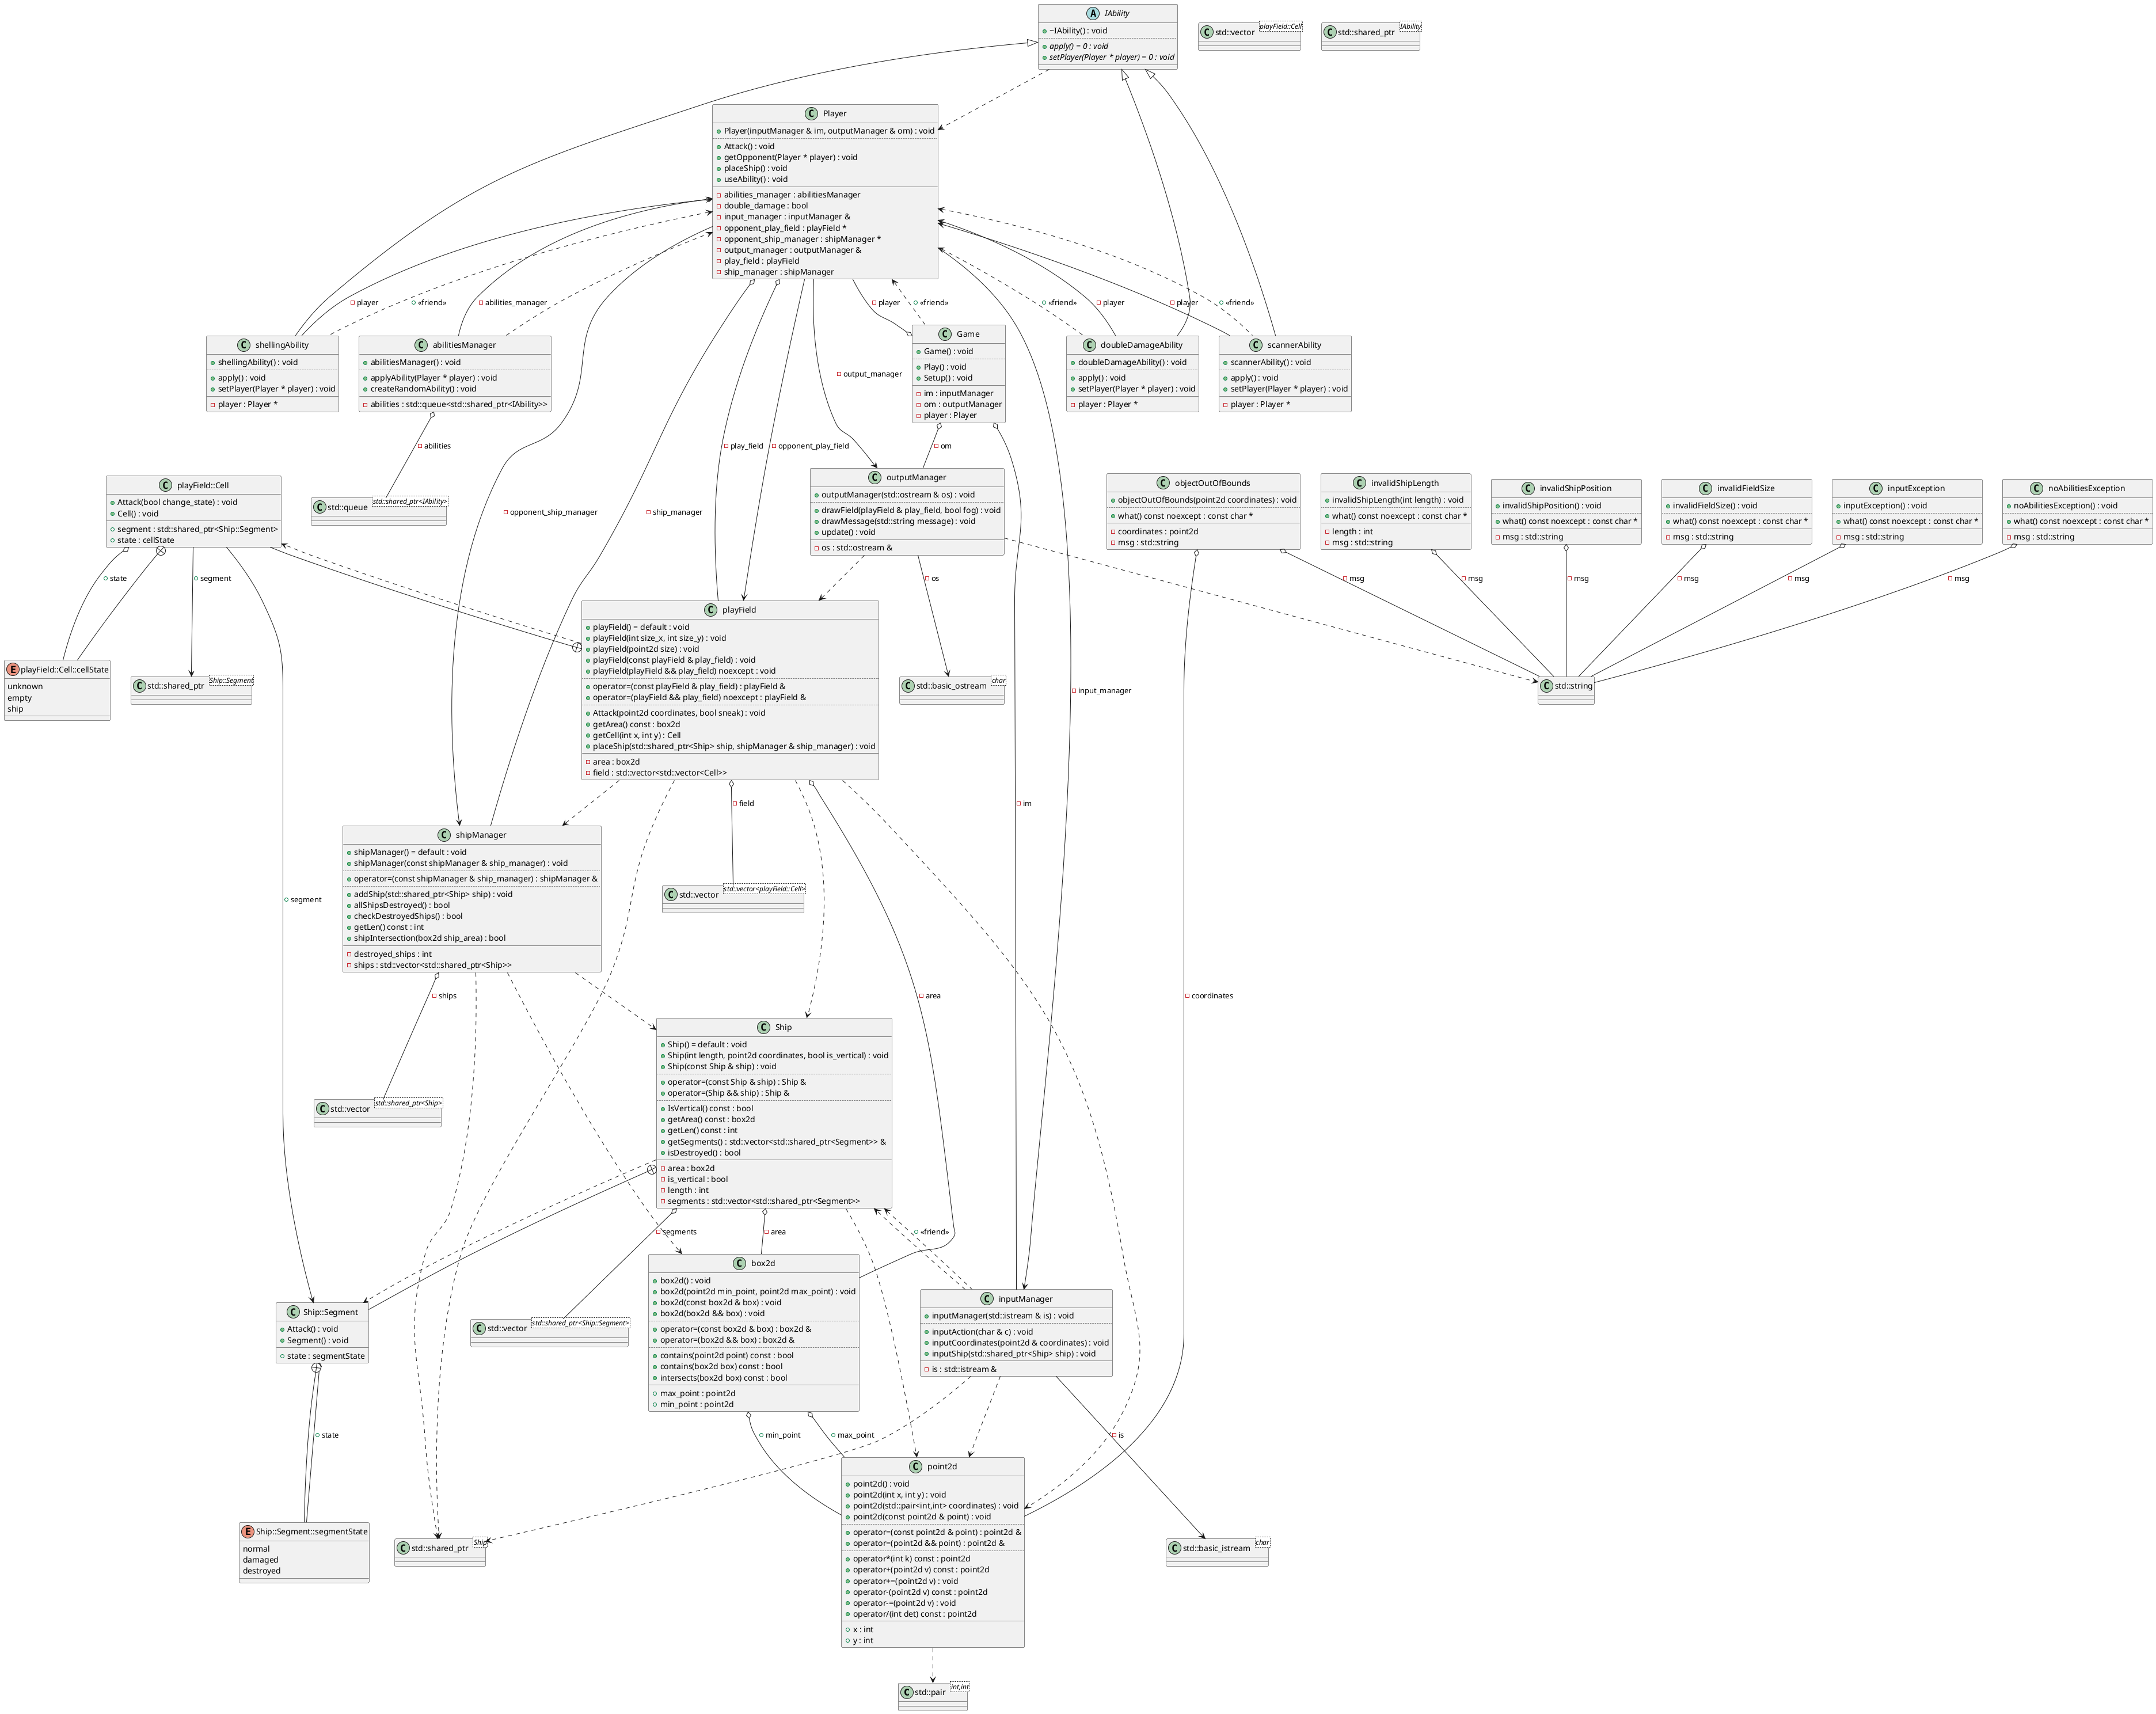 IAbility
~IAbility() : void
apply() = 0 : void
setPlayer(Player * player) = 0 : void
std::vector
playField::Cell
std::shared_ptr
IAbility
Player
Player(inputManager & im, outputManager & om) : void
Attack() : void
getOpponent(Player * player) : void
placeShip() : void
useAbility() : void
abilities_manager : abilitiesManager
double_damage : bool
input_manager : inputManager &
opponent_play_field : playField *
opponent_ship_manager : shipManager *
output_manager : outputManager &
play_field : playField
ship_manager : shipManager
player
«friend»
abilities_manager
player
«friend»
«friend»
player
player
«friend»
shellingAbility
shellingAbility() : void
apply() : void
setPlayer(Player * player) : void
player : Player *
abilitiesManager
abilitiesManager() : void
applyAbility(Player * player) : void
createRandomAbility() : void
abilities : std::queue<std::shared_ptr<IAbility>>
Game
Game() : void
Play() : void
Setup() : void
im : inputManager
om : outputManager
player : Player
doubleDamageAbility
doubleDamageAbility() : void
apply() : void
setPlayer(Player * player) : void
player : Player *
scannerAbility
scannerAbility() : void
apply() : void
setPlayer(Player * player) : void
player : Player *
output_manager
abilities
play_field
opponent_play_field
om
opponent_ship_manager
ship_manager
playField::Cell
Attack(bool change_state) : void
Cell() : void
segment : std::shared_ptr<Ship::Segment>
state : cellState
std::queue
std::shared_ptr<IAbility>
outputManager
outputManager(std::ostream & os) : void
drawField(playField & play_field, bool fog) : void
drawMessage(std::string message) : void
update() : void
os : std::ostream &
objectOutOfBounds
objectOutOfBounds(point2d coordinates) : void
what() const noexcept : const char *
coordinates : point2d
msg : std::string
invalidShipLength
invalidShipLength(int length) : void
what() const noexcept : const char *
length : int
msg : std::string
invalidShipPosition
invalidShipPosition() : void
what() const noexcept : const char *
msg : std::string
invalidFieldSize
invalidFieldSize() : void
what() const noexcept : const char *
msg : std::string
inputException
inputException() : void
what() const noexcept : const char *
msg : std::string
noAbilitiesException
noAbilitiesException() : void
what() const noexcept : const char *
msg : std::string
state
segment
os
msg
msg
msg
msg
msg
msg
playField::Cell::cellState
unknown
empty
ship
std::shared_ptr
Ship::Segment
playField
playField() = default : void
playField(int size_x, int size_y) : void
playField(point2d size) : void
playField(const playField & play_field) : void
playField(playField && play_field) noexcept : void
operator=(const playField & play_field) : playField &
operator=(playField && play_field) noexcept : playField &
Attack(point2d coordinates, bool sneak) : void
getArea() const : box2d
getCell(int x, int y) : Cell
placeShip(std::shared_ptr<Ship> ship, shipManager & ship_manager) : void
area : box2d
field : std::vector<std::vector<Cell>>
std::basic_ostream
char
std::string
input_manager
field
im
segment
shipManager
shipManager() = default : void
shipManager(const shipManager & ship_manager) : void
operator=(const shipManager & ship_manager) : shipManager &
addShip(std::shared_ptr<Ship> ship) : void
allShipsDestroyed() : bool
checkDestroyedShips() : bool
getLen() const : int
shipIntersection(box2d ship_area) : bool
destroyed_ships : int
ships : std::vector<std::shared_ptr<Ship>>
std::vector
std::vector<playField::Cell>
ships
area
coordinates
Ship
Ship() = default : void
Ship(int length, point2d coordinates, bool is_vertical) : void
Ship(const Ship & ship) : void
operator=(const Ship & ship) : Ship &
operator=(Ship && ship) : Ship &
IsVertical() const : bool
getArea() const : box2d
getLen() const : int
getSegments() : std::vector<std::shared_ptr<Segment>> &
isDestroyed() : bool
area : box2d
is_vertical : bool
length : int
segments : std::vector<std::shared_ptr<Segment>>
std::vector
std::shared_ptr<Ship>
segments
area
«friend»
Ship::Segment
Attack() : void
Segment() : void
state : segmentState
std::vector
std::shared_ptr<Ship::Segment>
box2d
box2d() : void
box2d(point2d min_point, point2d max_point) : void
box2d(const box2d & box) : void
box2d(box2d && box) : void
operator=(const box2d & box) : box2d &
operator=(box2d && box) : box2d &
contains(point2d point) const : bool
contains(box2d box) const : bool
intersects(box2d box) const : bool
max_point : point2d
min_point : point2d
inputManager
inputManager(std::istream & is) : void
inputAction(char & c) : void
inputCoordinates(point2d & coordinates) : void
inputShip(std::shared_ptr<Ship> ship) : void
is : std::istream &
state
min_point
max_point
is
Ship::Segment::segmentState
normal
damaged
destroyed
std::shared_ptr
Ship
point2d
point2d() : void
point2d(int x, int y) : void
point2d(std::pair<int,int> coordinates) : void
point2d(const point2d & point) : void
operator=(const point2d & point) : point2d &
operator=(point2d && point) : point2d &
operator*(int k) const : point2d
operator+(point2d v) const : point2d
operator+=(point2d v) : void
operator-(point2d v) const : point2d
operator-=(point2d v) : void
operator/(int det) const : point2d
x : int
y : int
std::basic_istream
char
std::pair
int,int